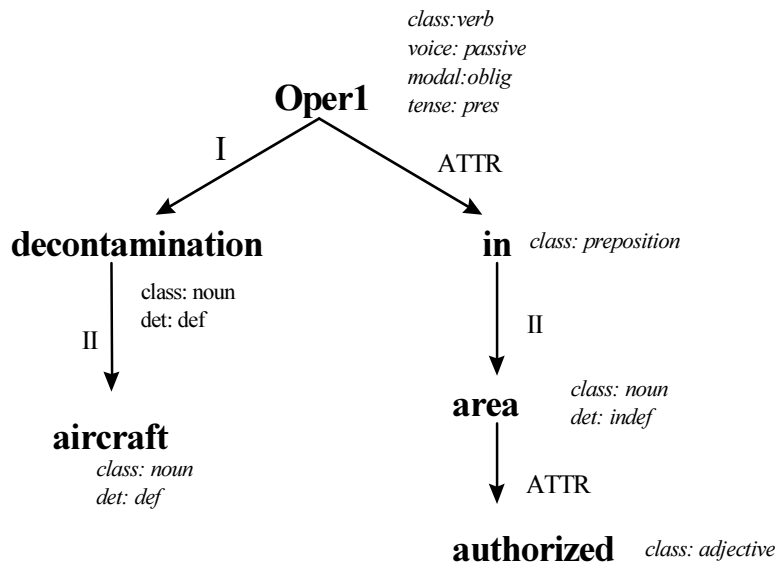 class:verb
voice: passive
modal:oblig
tense: pres
Oper1
I
ATTR
decontamination
in
class: preposition
class: noun
det: def
II
II
area
class: noun
det: indef
aircraft
class: noun
det: def
ATTR
authorized
class: adjective